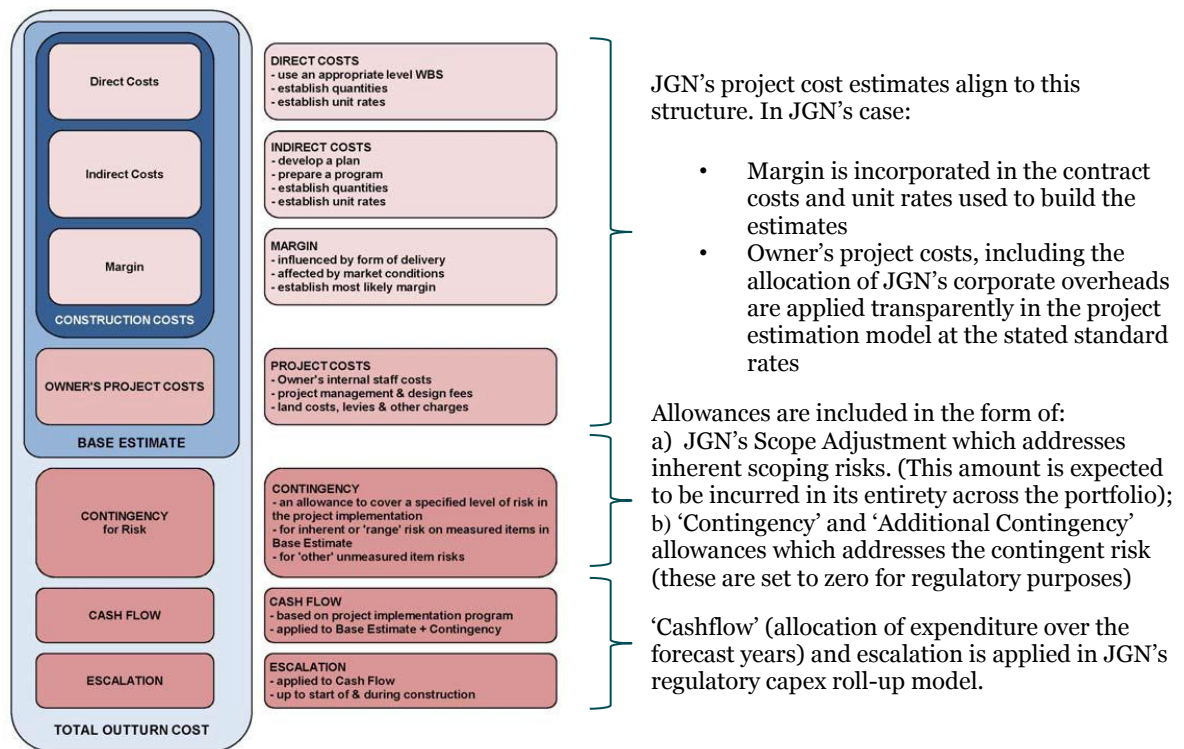 Direct Costs
DIRECT COSTS
- use an appropriate level WBS
- establish quantities
- establish unit rates
Indirect Costs
INDIRECT COSTS
- develop a plan
- prepare a program
- establish quantities
- establish unit rates
Margin
MARGIN
- influenced by form of delivery
- affected by market conditions
- establish most likely margin
CONSTRUCTION COSTS
OWNER'S PROJECT COSTS
PROJECT COSTS
- Owner's internal staff costs
- project management & design fees
- land costs, levies & other charges
BASE ESTIMATE
CONTINGENCY
for Risk
CONTINGENCY
- an allowance to cover a specified level of risk in
the project implementation
- for inherent or 'range' risk on measured items in
Base Estimate
- for 'other' unmeasured item risks
CASH FLOW
CASH FLOW
- based on project implementation program
- applied to Base Estimate + Contingency
ESCALATION
ESCALATION
- applied to Cash Flow
- up to start of & during construction
TOTAL OUTTURN COST
JGN’s project cost estimates align to this
structure. In JGN’s case:
• Margin is incorporated in the contract
costs and unit rates used to build the
estimates
• Owner’s project costs, including the
allocation of JGN’s corporate overheads
are applied transparently in the project
estimation model at the stated standard
rates
Allowances are included in the form of:
a) JGN’s Scope Adjustment which addresses
inherent scoping risks. (This amount is expected
to be incurred in its entirety across the portfolio);
b) ‘Contingency’ and ‘Additional Contingency’
allowances which addresses the contingent risk
(these are set to zero for regulatory purposes)
‘Cashflow’ (allocation of expenditure over the
forecast years) and escalation is applied in JGN’s
regulatory capex roll-up model.